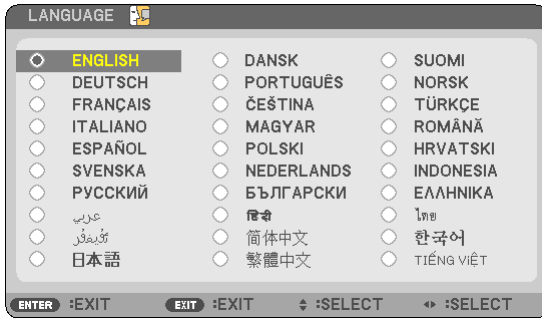 LANGUAGE
ENGLISH DANSK SUOMI
DEUTSCH PORTUGUÊS NORSK
FRANÇAIS ČEŠTINA TÜRKÇE
ITALIANO MAGYAR ROMÂNĂ
ESPAÑOL POLSKI HRVATSKI
SVENSKA NEDERLANDS INDONESIA
РУССКИЙ БЪЛГАРСКИ ΕΛΛΗΝΙΚΑ
عربي हिंदी ไทย
简体中文 한국어
日本語 繁體中文 TIẾNG VIỆT
ENTER :EXIT EXIT :EXIT :SELECT :SELECT